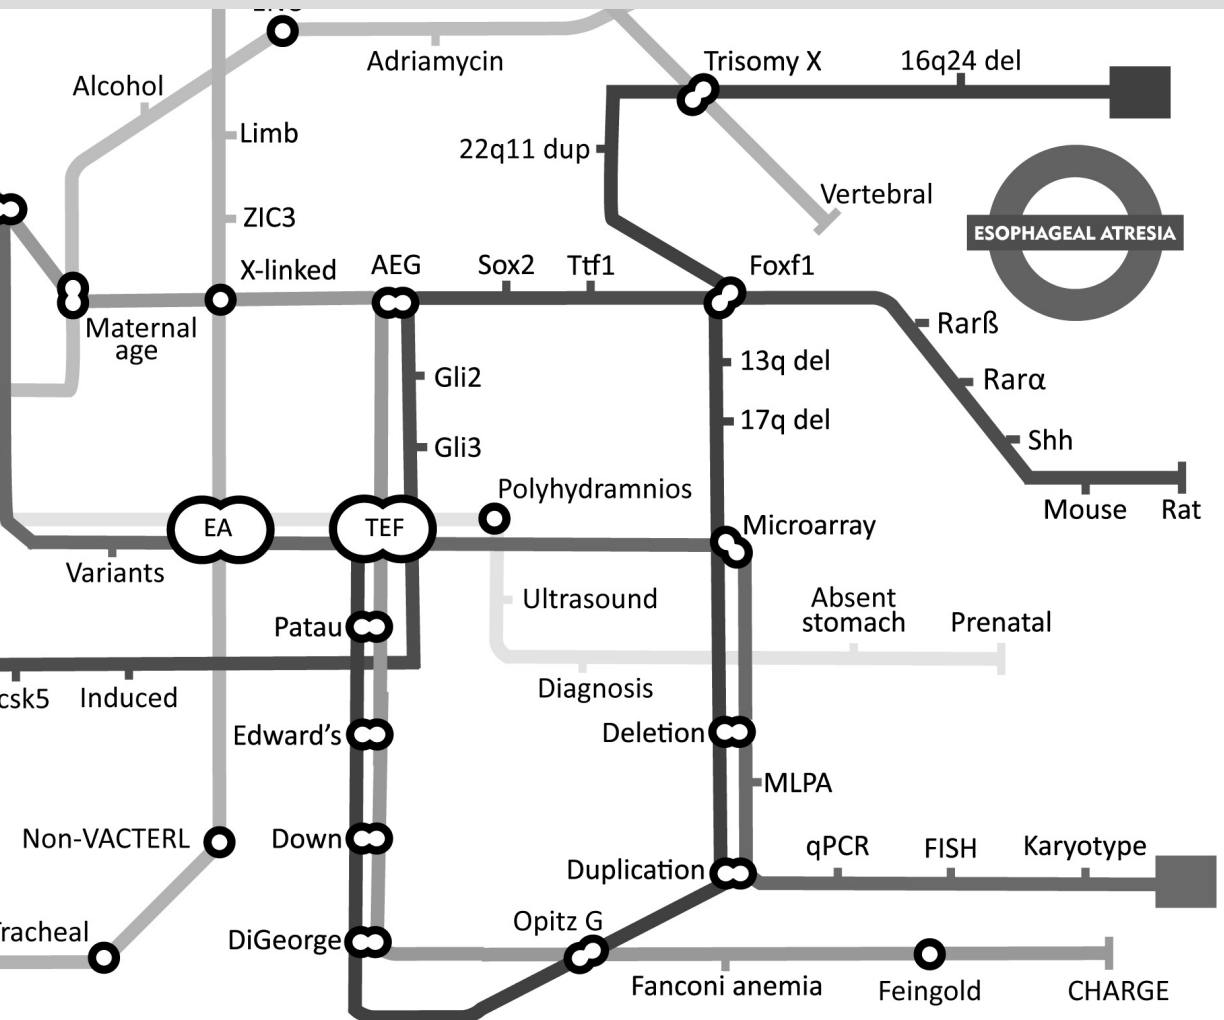 Adriamycin
Trisomy X
16q24 del
Alcohol
Limb
22q11 dup
Vertebral
ZIC3
ESOPHAGEAL ATRESIA
X-linked
AEG
Sox2
Ttf1
Foxf1
Maternal
age
Rarß
13q del
Gli2
Rarα
17q del
Gli3
Shh
Polyhydramnios
Mouse
Rat
EA
TEF
Microarray
Variants
Ultrasound
Absent
stomach
Prenatal
Patau
csk5
Induced
Diagnosis
Edward's
Deletion
MLPA
Non-VACTERL
Down
qPCR
FISH
Karyotype
Duplication
Opitz G
racheal
DiGeorge
Fanconi anemia
Feingold
CHARGE